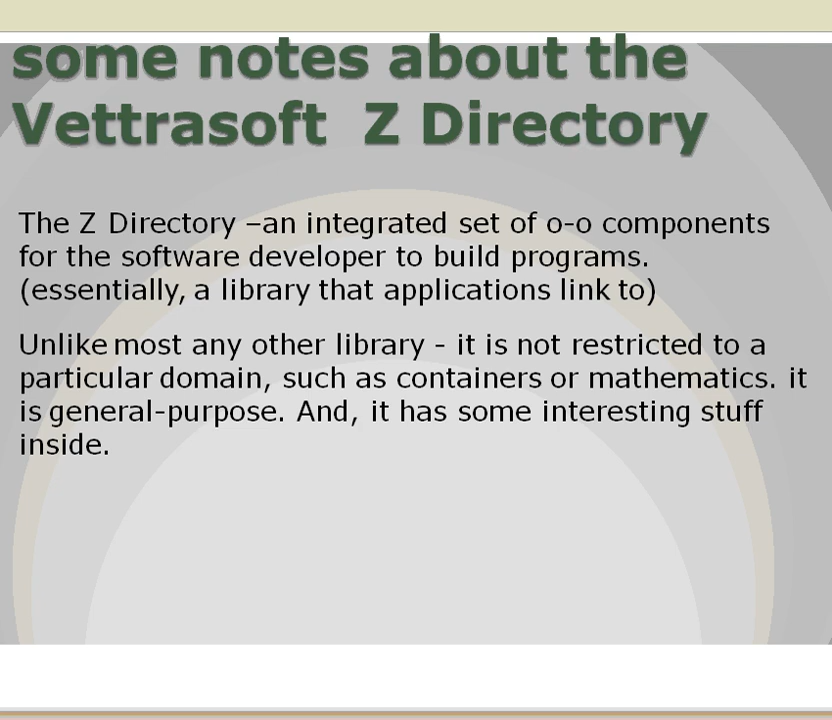 some notes about the
Vettrasoft Z Directory
The Z Directory –an integrated set of o-o components
for the software developer to build programs.
(essentially, a library that applications link to)
Unlike most any other library - it is not restricted to a
particular domain, such as containers or mathematics. it
is general-purpose. And, it has some interesting stuff
inside.